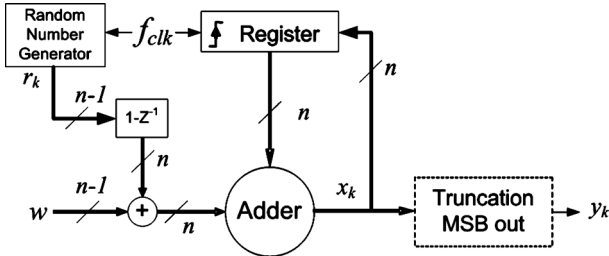 Random
Number
Generator
f_clk
Register
r_k
n-1
n
1-Z⁻¹
n
n
w
n-1
+
n
Adder
x_k
Truncation
MSB out
y_k